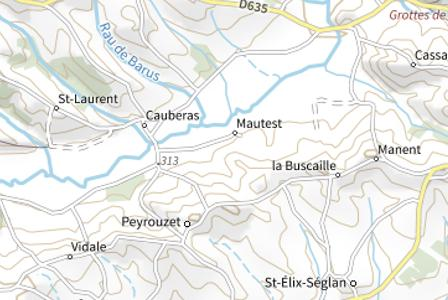 D635
Grottes de
Rau de Barus
Cassa
St-Laurent
Cauberas
Mautest
313
Manent
la Buscaille
Peyrouzet
Vidale
St-Élix-Séglan